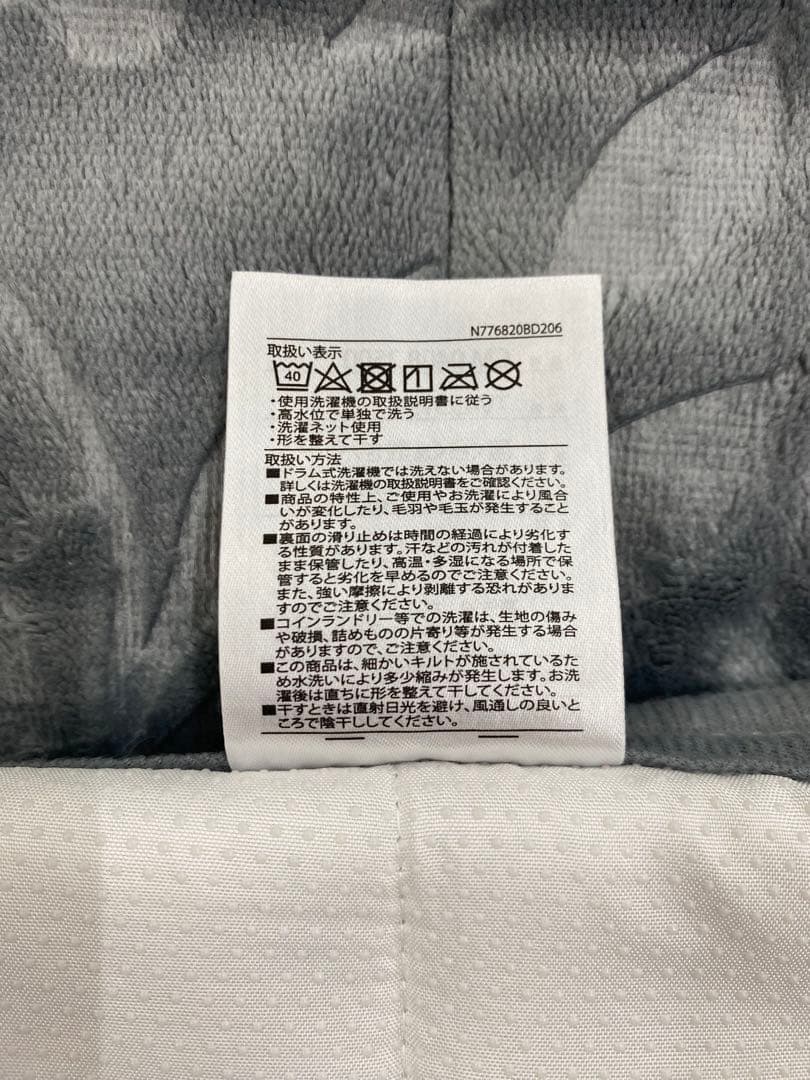 N776820BD206
取扱い表示
40
・使用洗濯機の取扱説明書に従う
・高水位で単独で洗う
・洗濯ネット使用
・形を整えて干す
取扱い方法
■ドラム式洗濯機では洗えない場合があります。
詳しくは洗濯機の取扱説明書をご確認ください。
■商品の特性上、ご使用やお洗濯により風合
いが変化したり、毛羽や毛玉が発生すること
があります。
■裏面の滑り止めは時間の経過により劣化す
る性質があります。汗などの汚れが付着した
まま保管したり、高温・多湿になる場所で保
管すると劣化を早めるのでご注意ください。
また、強い摩擦により剥離する恐れがありま
すのでご注意ください。
■コインランドリー等での洗濯は、生地の傷み
や破損、詰めものの片寄り等が発生する場合
がありますので、ご注意ください。
■この商品は、細かいキルトが施されているた
め水洗いにより多少縮みが発生します。お洗
濯後は直ちに形を整えて干してください。
■干すときは直射日光を避け、風通しの良いと
ころで陰干ししてください。